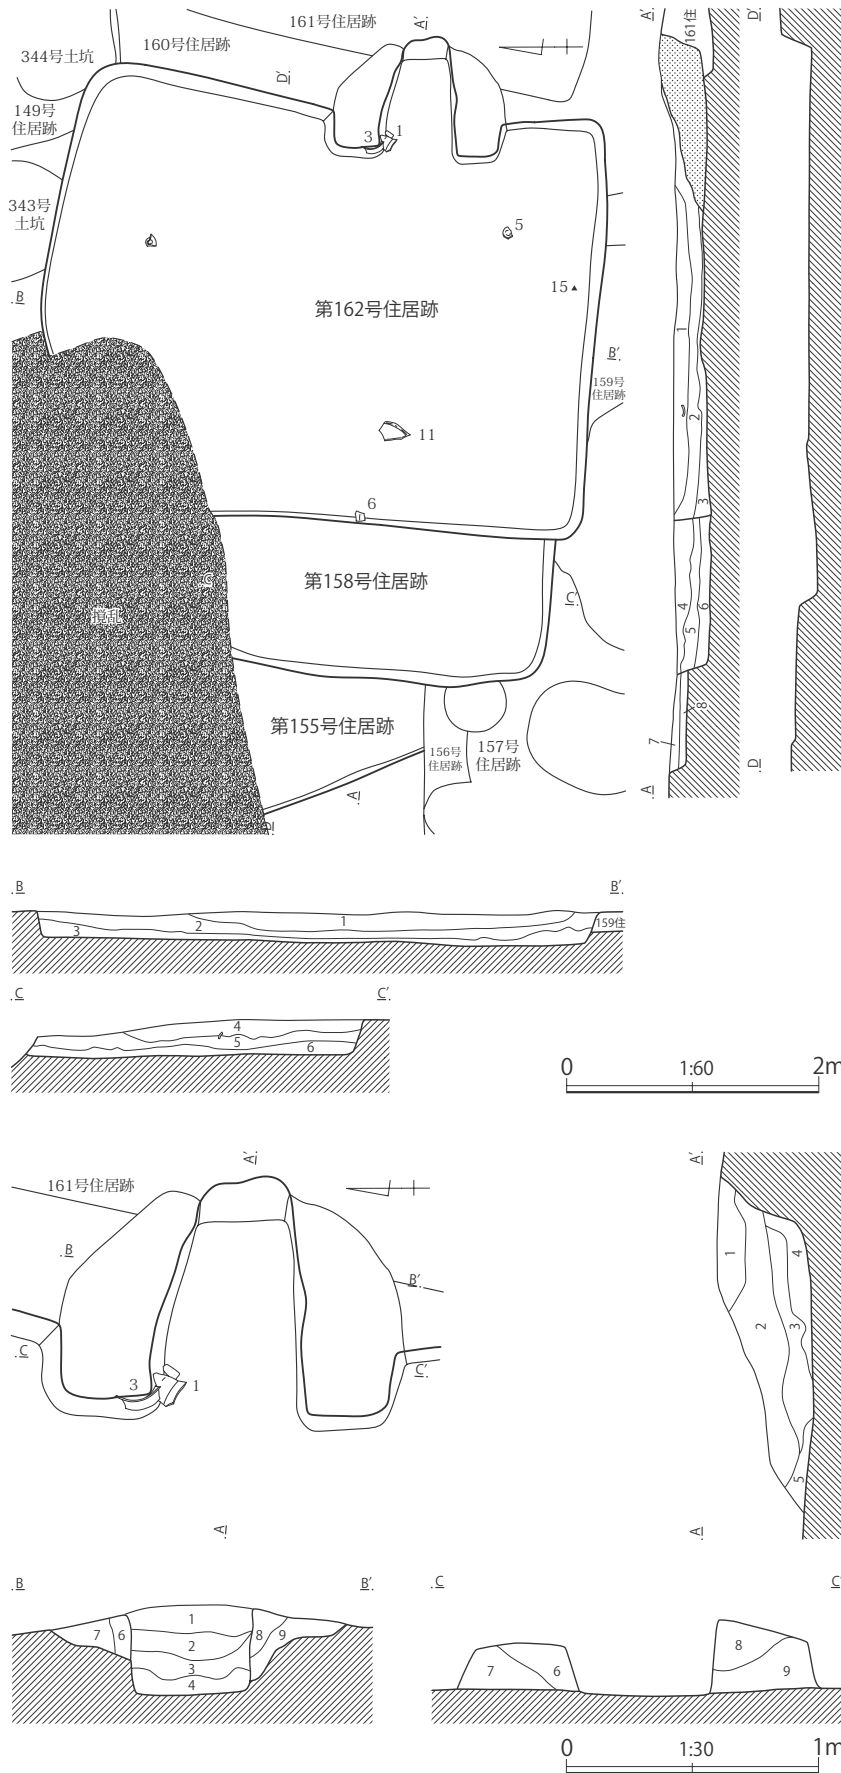 161号住居跡
A′
161住
A′
D′
344号土坑
160号住居跡
D′
149号
住居跡
3
1
343号
土坑
5
15
B
第162号住居跡
1
B′
159号
住居跡
2
11
6
3
C
第158号住居跡
C′
4
5
6
撹乱
第155号住居跡
156号
住居跡
157号
住居跡
8
7
A
A
D
D
B
B′
1
2
3
159住
C
C′
4
5
6
0
1:60
2m
A′
A′
161号住居跡
B
B′
1
2
3
4
5
C
C′
3
1
A
A
B
B′
C
C′
1
2
3
4
7
6
8
9
7
6
8
9
0
1:30
1m